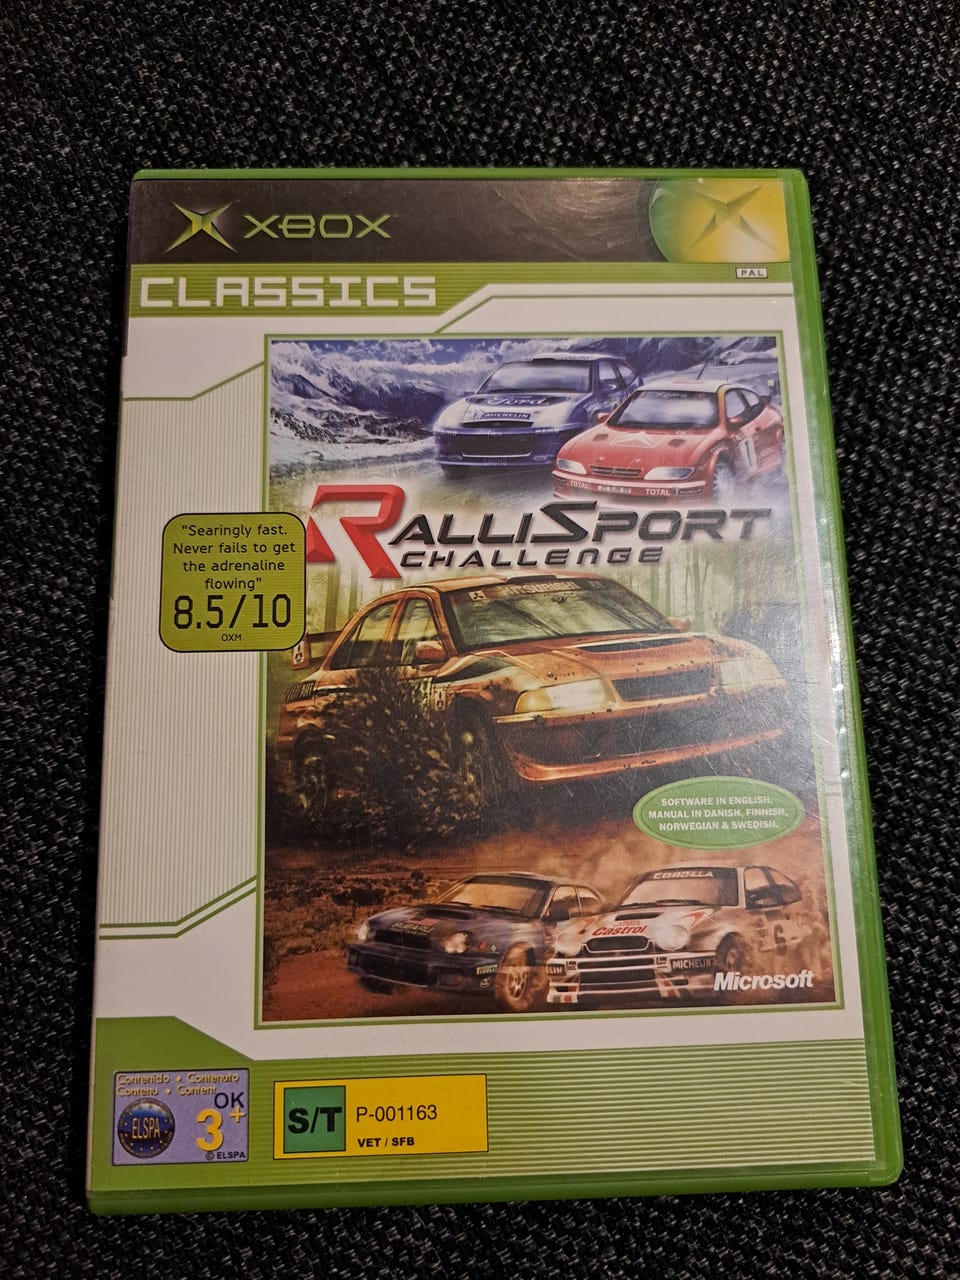 XBOX
PAL
CLASSICS
Ford
MICHELIN
TOTAL
TOTAL
RALLISPORT
CHALLENGE
"Searingly fast.
Never fails to get
the adrenaline
flowing"
8.5/10
OXM
SOFTWARE IN ENGLISH.
MANUAL IN DANISH, FINNISH,
NORWEGIAN & SWEDISH.
COROLLA
SUBARU
Castrol
MICHELIN
Microsoft
Contenido • Contenuto
Contenu • Content
OK
ELSPA
3+
© ELSPA
S/T
P-001163
VET / SFB